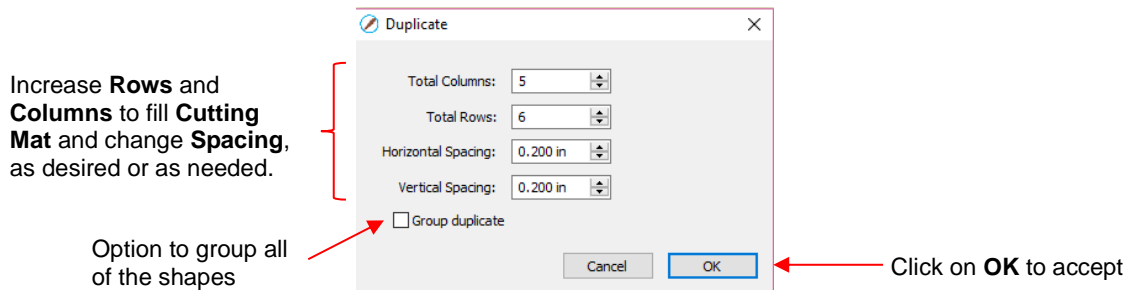 Duplicate
Increase Rows and
Columns to fill Cutting
Mat and change Spacing,
as desired or as needed.
Total Columns: 5
Total Rows: 6
Horizontal Spacing: 0.200 in
Vertical Spacing: 0.200 in
Group duplicate
Option to group all
of the shapes
Cancel OK
Click on OK to accept